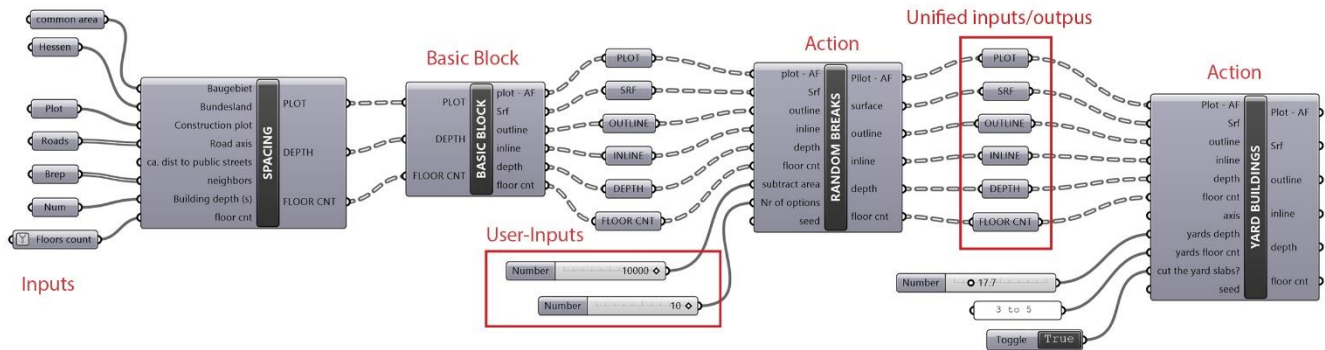 common area
Hessen
Plot
Roads
Brep
Num
Floors count
Inputs
Baugebiet
Bundesland
Construction plot
Road axis
ca. dist to public streets
neighbors
Building depth (s)
floor cnt
SPACING
PLOT
DEPTH
FLOOR CNT
Basic Block
PLOT
DEPTH
FLOOR CNT
BASIC BLOCK
plot - AF
Srf
outline
inline
depth
floor cnt
PLOT
SRF
OUTLINE
INLINE
DEPTH
FLOOR CNT
User-Inputs
Number 10000
Number 10
Action
plot - AF
Srf
outline
inline
depth
floor cnt
subtract area
Nr of options
seed
RANDOM BREAKS
Pllot - AF
surface
outline
inline
depth
floor cnt
Unified inputs/outpus
PLOT
SRF
OUTLINE
INLINE
DEPTH
FLOOR CNT
Number 17.7
3 to 5
Toggle True
Action
Plot - AF
Srf
outline
inline
depth
floor cnt
axis
yards depth
yards floor cnt
cut the yard slabs?
seed
YARD BUILDINGS
Plot - AF
Srf
outline
inline
depth
floor cnt